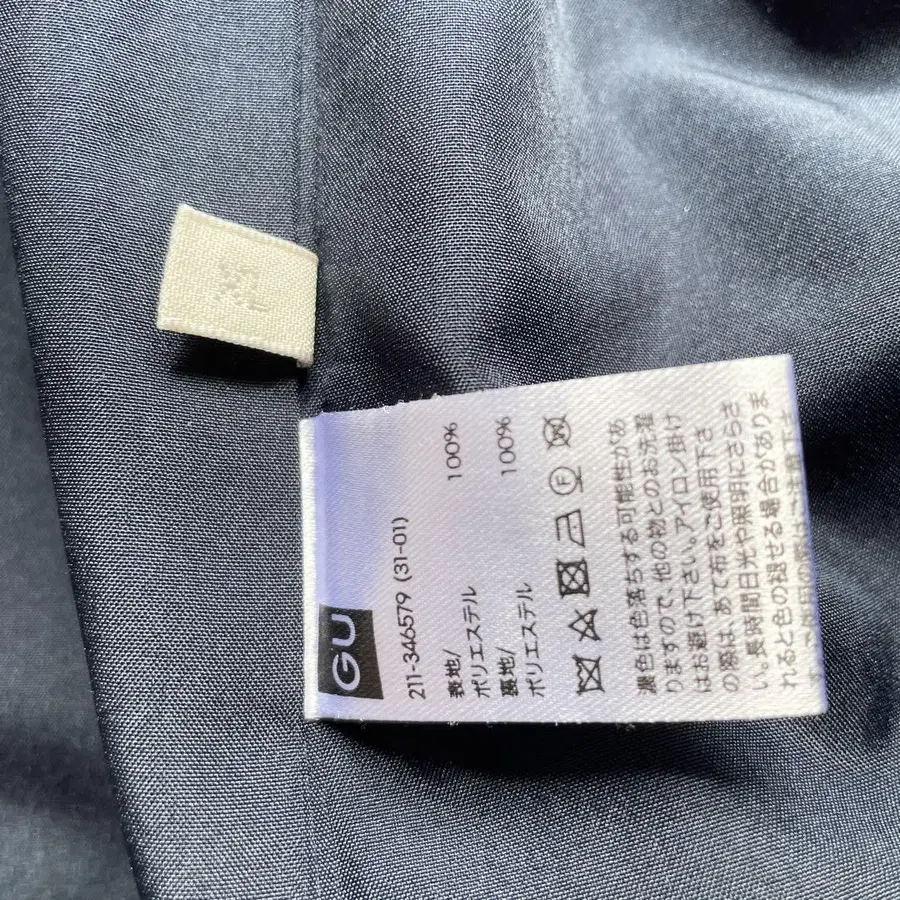 XL
GU
211-346579 (31-01)
表地/
ポリエステル 100%
裏地/
ポリエステル 100%
F
濃色は色落ちする可能性があ
りますので、他の物とのお洗濯
はお避け下さい。アイロン掛け
の際は、あて布をご使用下さ
い。長時間日光や照明にさらさ
れると色の褪せる場合がありま